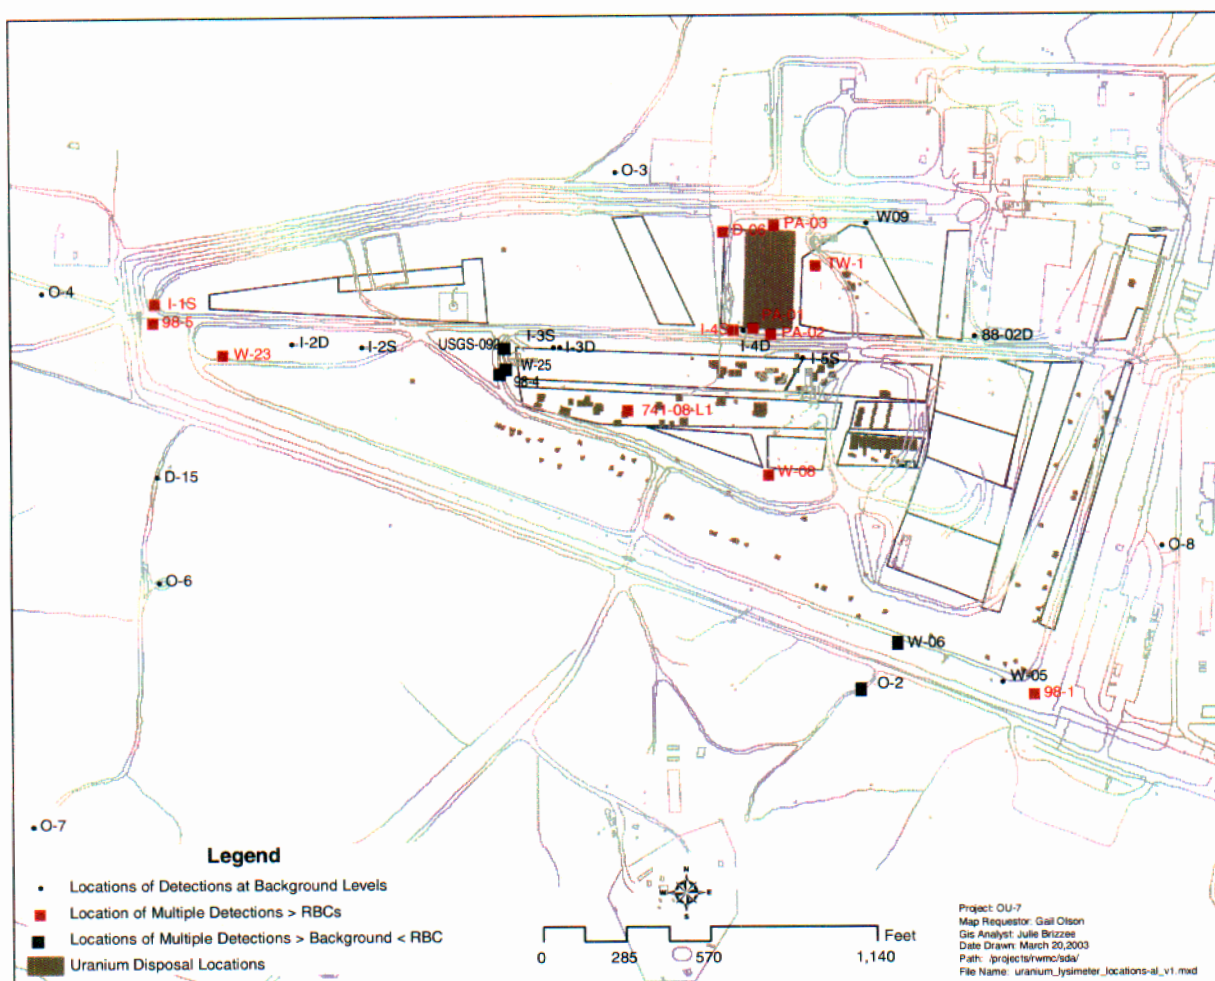 O-3
W09
D-06
PA-03
TW-1
O-4
I-1S
98-5
I-4S
PA-01
PA-02
I-4D
88-02D
I-2D
I-2S
USGS-092
I-3S
I-3D
I-5S
W-23
W-25
98-4
741-08-L1
W-08
D-15
O-8
O-6
W-06
O-2
W-05
98-1
O-7
Legend
Locations of Detections at Background Levels
Location of Multiple Detections > RBCs
Locations of Multiple Detections > Background < RBC
Uranium Disposal Locations
N
W E
S
Feet
0 285 570 1,140
Project: OU-7
Map Requestor: Gail Olson
Gis Analyst: Julie Brizzee
Date Drawn: March 20,2003
Path: /projects/rwmc/sda/
File Name: uranium_lysimeter_locations-al_v1.mxd